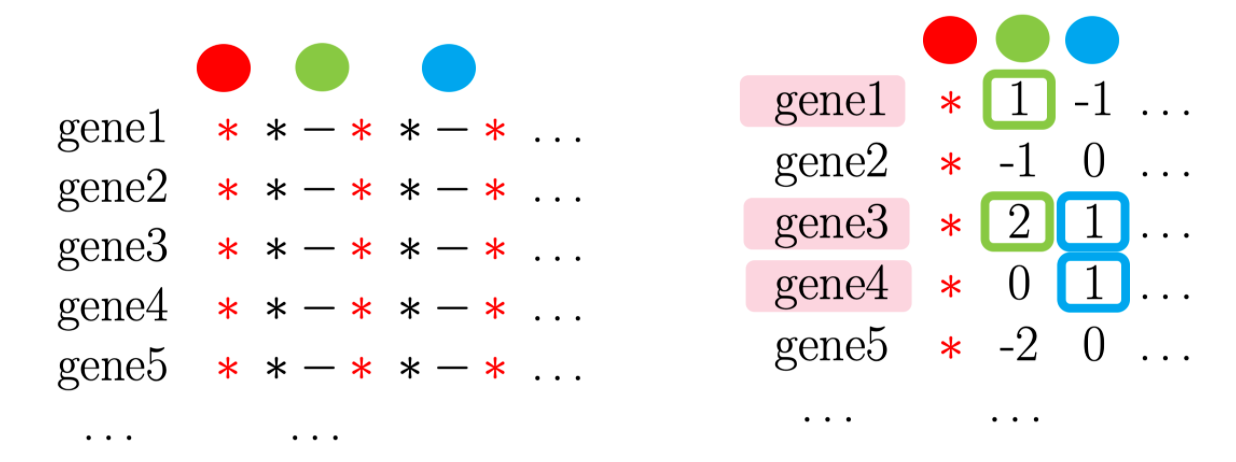 gene1 * * − * * − * ...
gene2 * * − * * − * ...
gene3 * * − * * − * ...
gene4 * * − * * − * ...
gene5 * * − * * − * ...
... ...
gene1 * 1 -1 ...
gene2 * -1 0 ...
gene3 * 2 1 ...
gene4 * 0 1 ...
gene5 * -2 0 ...
... ...